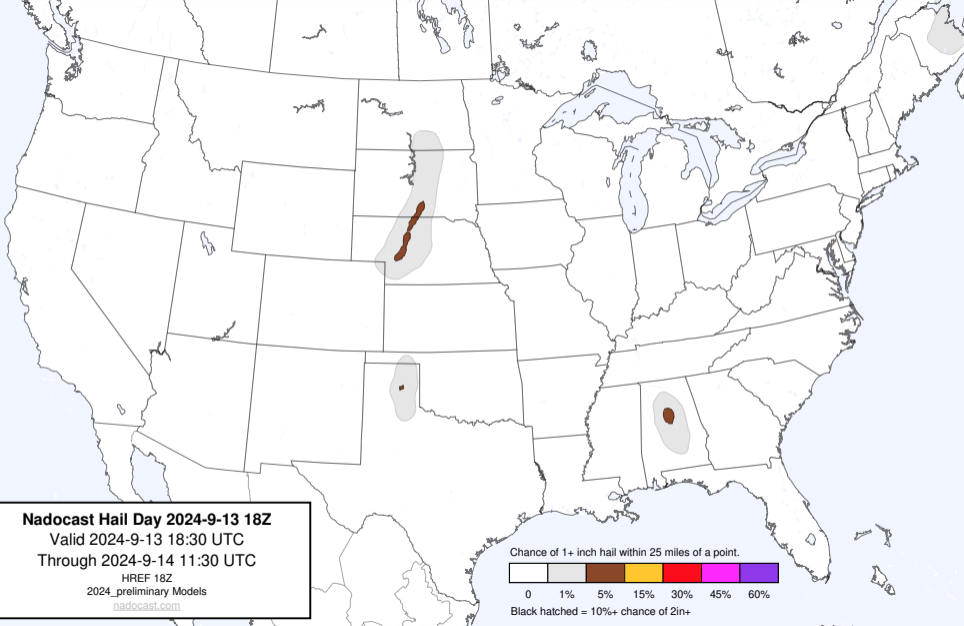 Nadocast Hail Day 2024-9-13 18Z
Valid 2024-9-13 18:30 UTC
Through 2024-9-14 11:30 UTC
HREF 18Z
2024_preliminary Models
nadocast.com
Chance of 1+ inch hail within 25 miles of a point.
0 1% 5% 15% 30% 45% 60%
Black hatched = 10%+ chance of 2in+